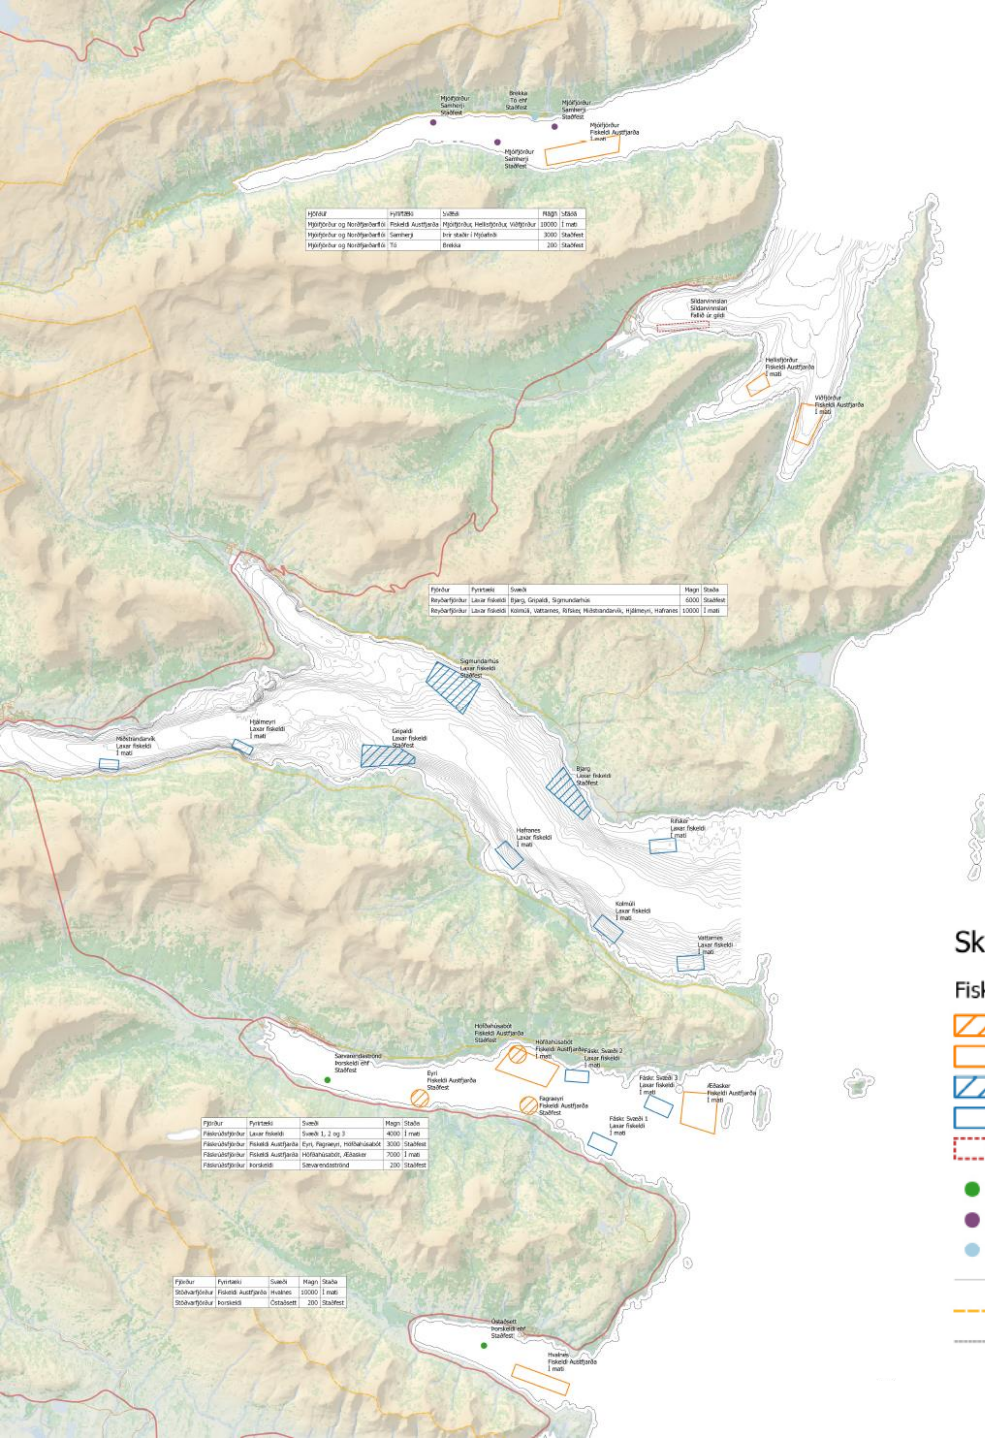 Mjóifjörður
Samherji
Staðfest
Brekka
Tó ehf
Staðfest
Mjóifjörður
Samherji
Staðfest
Mjóifjörður
Fiskeldi Austfjarða
Í mati
Mjóifjörður
Samherji
Staðfest
Fjörður Fyrirtæki Svæði Magn Staða
Mjóifjörður og Norðfjarðarflói Fiskeldi Austfjarða Mjóifjörður, Hellisfjörður, Viðfjörður 10000 Í mati
Mjóifjörður og Norðfjarðarflói Samherji Þrír staðir í Mjóafirði 3000 Staðfest
Mjóifjörður og Norðfjarðarflói Tó Brekka 200 Staðfest
Síldarvinnslan
Síldarvinnslan
Fallið úr gildi
Hellisfjörður
Fiskeldi Austfjarða
Í mati
Viðfjörður
Fiskeldi Austfjarða
Í mati
Fjörður Fyrirtæki Svæði Magn Staða
Reyðarfjörður Laxar fiskeldi Bjarg, Gripaldi, Sigmundarhús 6000 Staðfest
Reyðarfjörður Laxar fiskeldi Kolmúli, Vattarnes, Rifsker, Miðstrandarvík, Hjálmeyri, Hafranes 10000 Í mati
Sigmundarhús
Laxar fiskeldi
Staðfest
Hjálmeyri
Laxar fiskeldi
Í mati
Gripaldi
Laxar fiskeldi
Staðfest
Miðstrandarvík
Laxar fiskeldi
Í mati
Bjarg
Laxar fiskeldi
Staðfest
Rifsker
Laxar fiskeldi
Í mati
Hafranes
Laxar fiskeldi
Í mati
Kolmúli
Laxar fiskeldi
Í mati
Vattarnes
Laxar fiskeldi
Í mati
Sk
Fisk
Höfðahúsabót
Fiskeldi Austfjarða
Staðfest
Höfðahúsabót
Fiskeldi Austfjarða
Í mati
Fáskr. Svæði 2
Laxar fiskeldi
Í mati
Sævarendaströnd
Þorskeldi ehf
Staðfest
Eyri
Fiskeldi Austfjarða
Staðfest
Fáskr. Svæði 3
Laxar fiskeldi
Í mati
Æðasker
Fiskeldi Austfjarða
Í mati
Fagraeyri
Fiskeldi Austfjarða
Staðfest
Fáskr. Svæði 1
Laxar fiskeldi
Í mati
Fjörður Fyrirtæki Svæði Magn Staða
Fáskrúðsfjörður Laxar fiskeldi Svæði 1, 2 og 3 4000 Í mati
Fáskrúðsfjörður Fiskeldi Austfjarða Eyri, Fagraeyri, Höfðahúsabót 3000 Staðfest
Fáskrúðsfjörður Fiskeldi Austfjarða Höfðahúsabót, Æðasker 7000 Í mati
Fáskrúðsfjörður Þorskeldi Sævarendaströnd 200 Staðfest
Fjörður Fyrirtæki Svæði Magn Staða
Stöðvarfjörður Fiskeldi Austfjarða Hvalnes 10000 Í mati
Stöðvarfjörður Þorskeldi Óstaðsett 200 Staðfest
Óstaðsett
Þorskeldi ehf
Staðfest
Hvalnes
Fiskeldi Austfjarða
Í mati